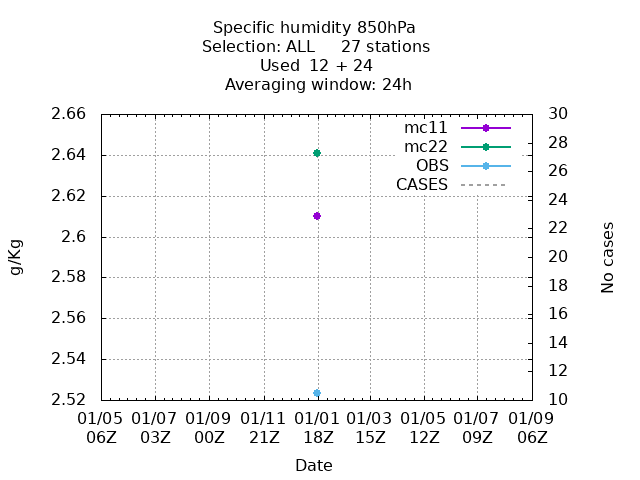 Specific humidity 850hPa
Selection: ALL     27 stations
Used  12 + 24
Averaging window: 24h
2.66
2.64
2.62
2.6
2.58
2.56
2.54
2.52
30
28
26
24
22
20
18
16
14
12
10
mc11
mc22
OBS
CASES
g/Kg
No cases
01/05 01/07 01/09 01/11 01/01 01/03 01/05 01/07 01/09
06Z 03Z 00Z 21Z 18Z 15Z 12Z 09Z 06Z
Date